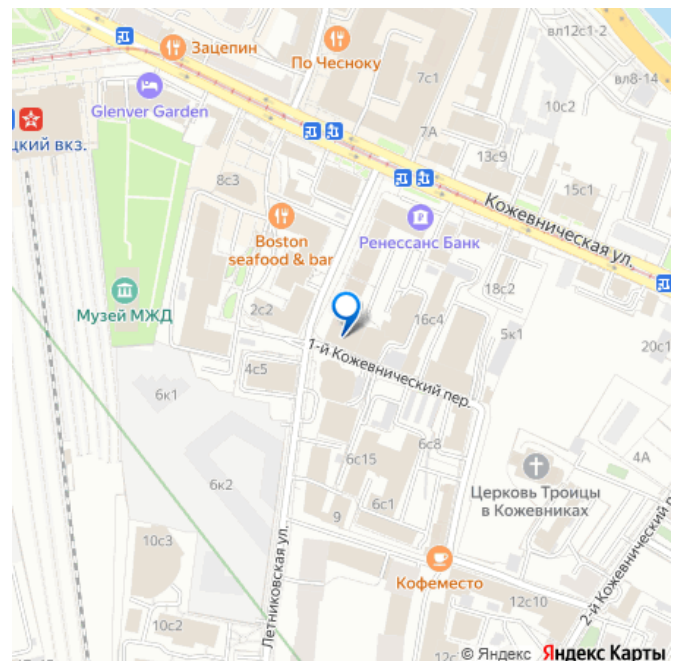 вл12с1-2
Зацепин
По Чесноку
7с1
вл8-14
Glenver Garden
10с2
7А
цкий вкз.
13с9
8с3
15с1
Кожевническая ул.
Boston
seafood & bar
Ренессанс Банк
18с2
Музей МЖД
2с2
16с4
5к1
20с1
1-й Кожевнический пер.
4с5
6к1
6с8
6с15
4А
6к2
Церковь Троицы
в Кожевниках
6с1
9
10с3
Летниковская ул.
2-й Кожевнический
Кофеместо
12с10
10с2
© Яндекс Яндекс Карты